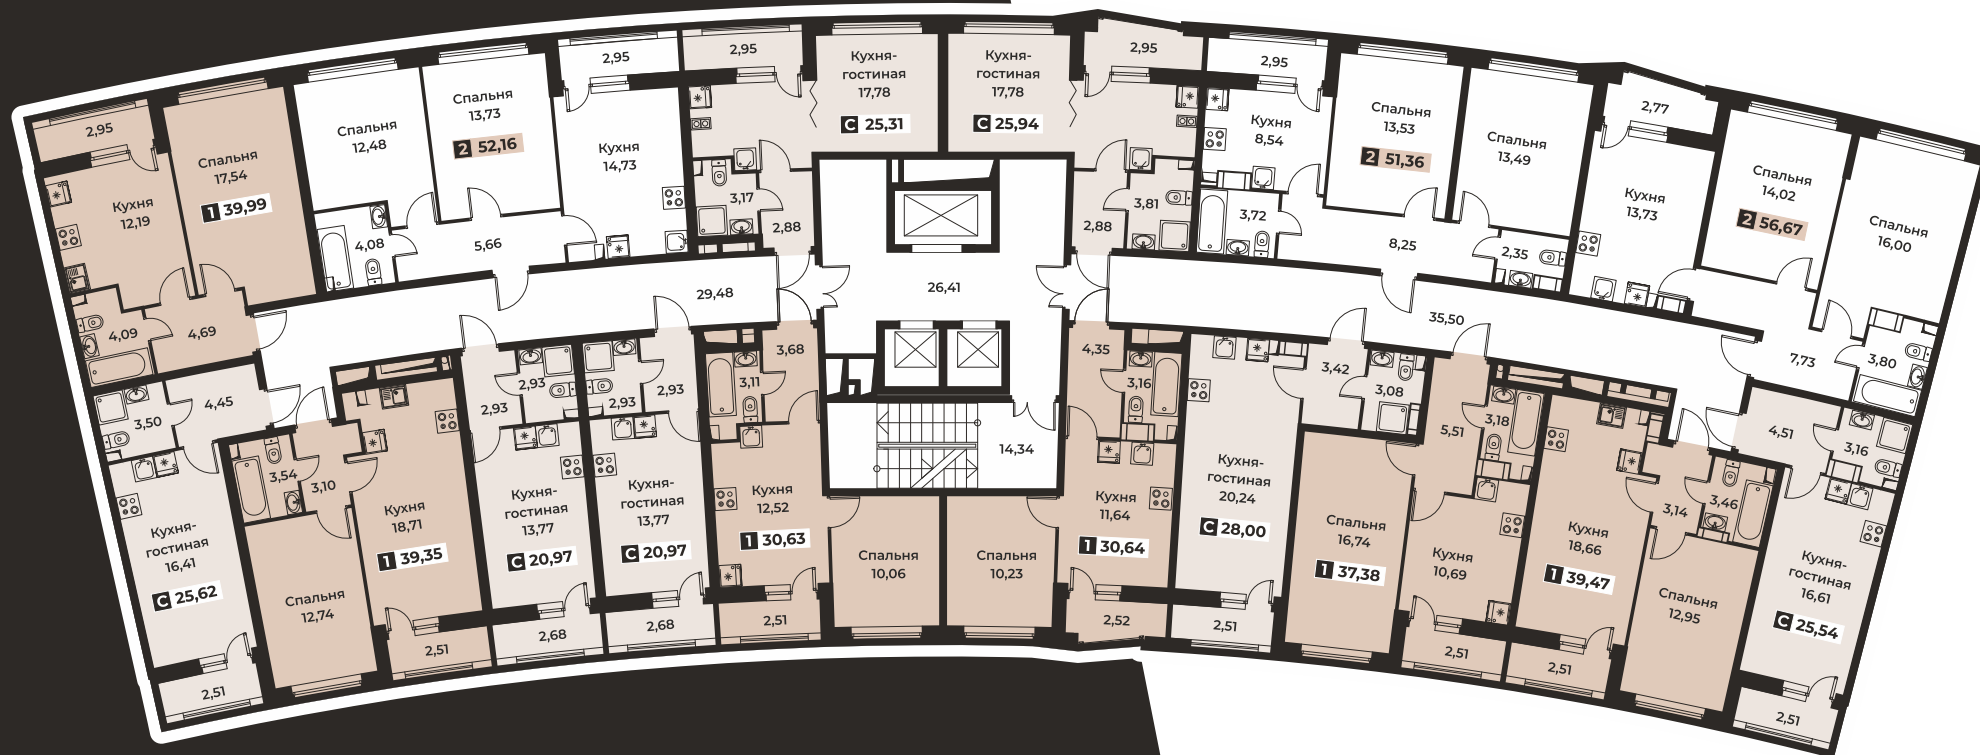 2,95
Спальня
17,54
1 39,99
Кухня
12,19
4,09
4,69
Спальня
12,48
Спальня
13,73
2 52,16
2,95
Кухня
14,73
4,08
5,66
2,95
Кухня-
гостиная
17,78
С 25,31
3,17
2,88
Кухня-
гостиная
17,78
С 25,94
2,95
3,81
2,88
2,95
Кухня
8,54
Спальня
13,53
2 51,36
Спальня
13,49
3,72
8,25
2,35
2,77
Кухня
13,73
Спальня
14,02
2 56,67
Спальня
16,00
7,73
3,80
29,48
26,41
35,50
14,34
3,50
4,45
Кухня-
гостиная
16,41
С 25,62
2,51
3,54
3,10
Спальня
12,74
Кухня
18,71
1 39,35
2,51
2,93
2,93
Кухня-
гостиная
13,77
С 20,97
2,68
2,93
2,93
Кухня-
гостиная
13,77
С 20,97
2,68
3,68
3,11
Кухня
12,52
1 30,63
2,51
Спальня
10,06
4,35
3,16
Кухня
11,64
1 30,64
2,52
Спальня
10,23
Кухня-
гостиная
20,24
С 28,00
2,51
3,42
3,08
Спальня
16,74
1 37,38
5,51
3,18
Кухня
10,69
2,51
Кухня
18,66
1 39,47
2,51
3,14
3,46
Спальня
12,95
4,51
3,16
Кухня-
гостиная
16,61
С 25,54
2,51